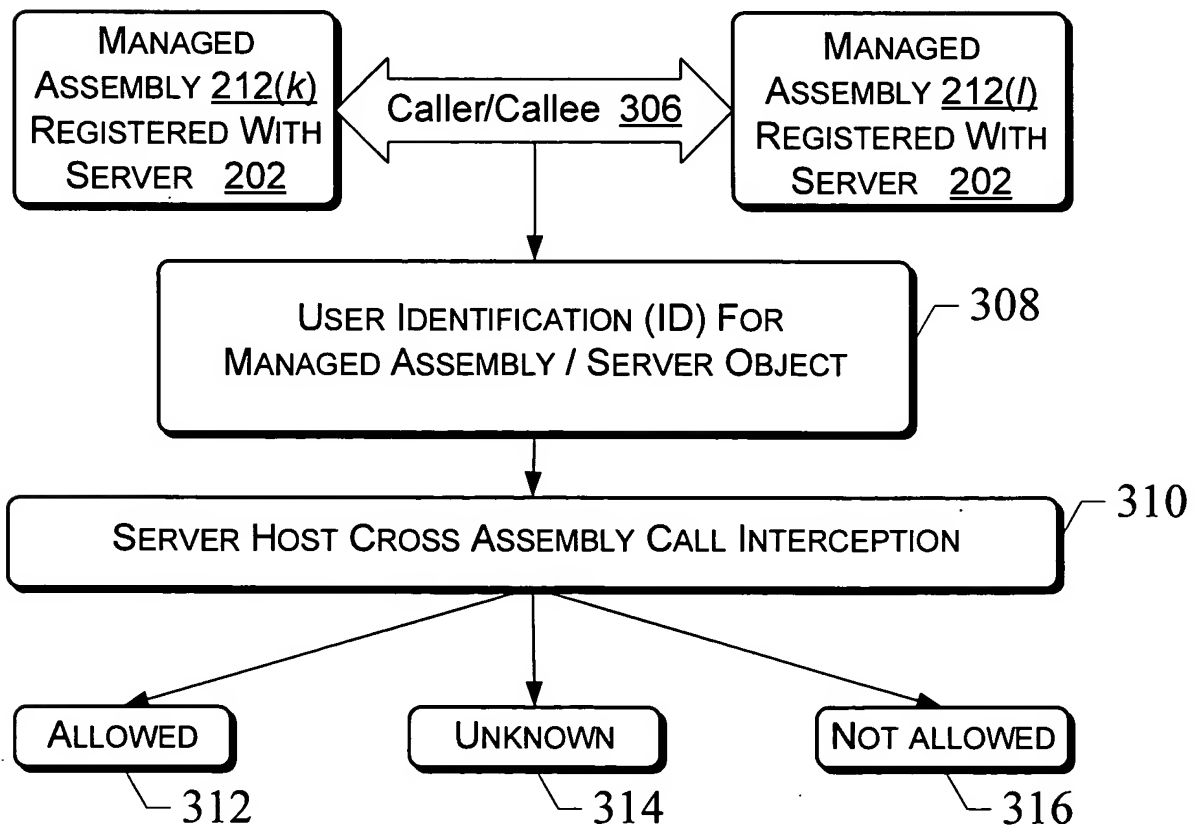 MANAGED
ASSEMBLY 212(k)
REGISTERED WITH
SERVER 202
Caller/Callee 306
MANAGED
ASSEMBLY 212(l)
REGISTERED WITH
SERVER 202
USER IDENTIFICATION (ID) FOR
MANAGED ASSEMBLY / SERVER OBJECT
308
SERVER HOST CROSS ASSEMBLY CALL INTERCEPTION
310
ALLOWED
UNKNOWN
NOT ALLOWED
312
314
316